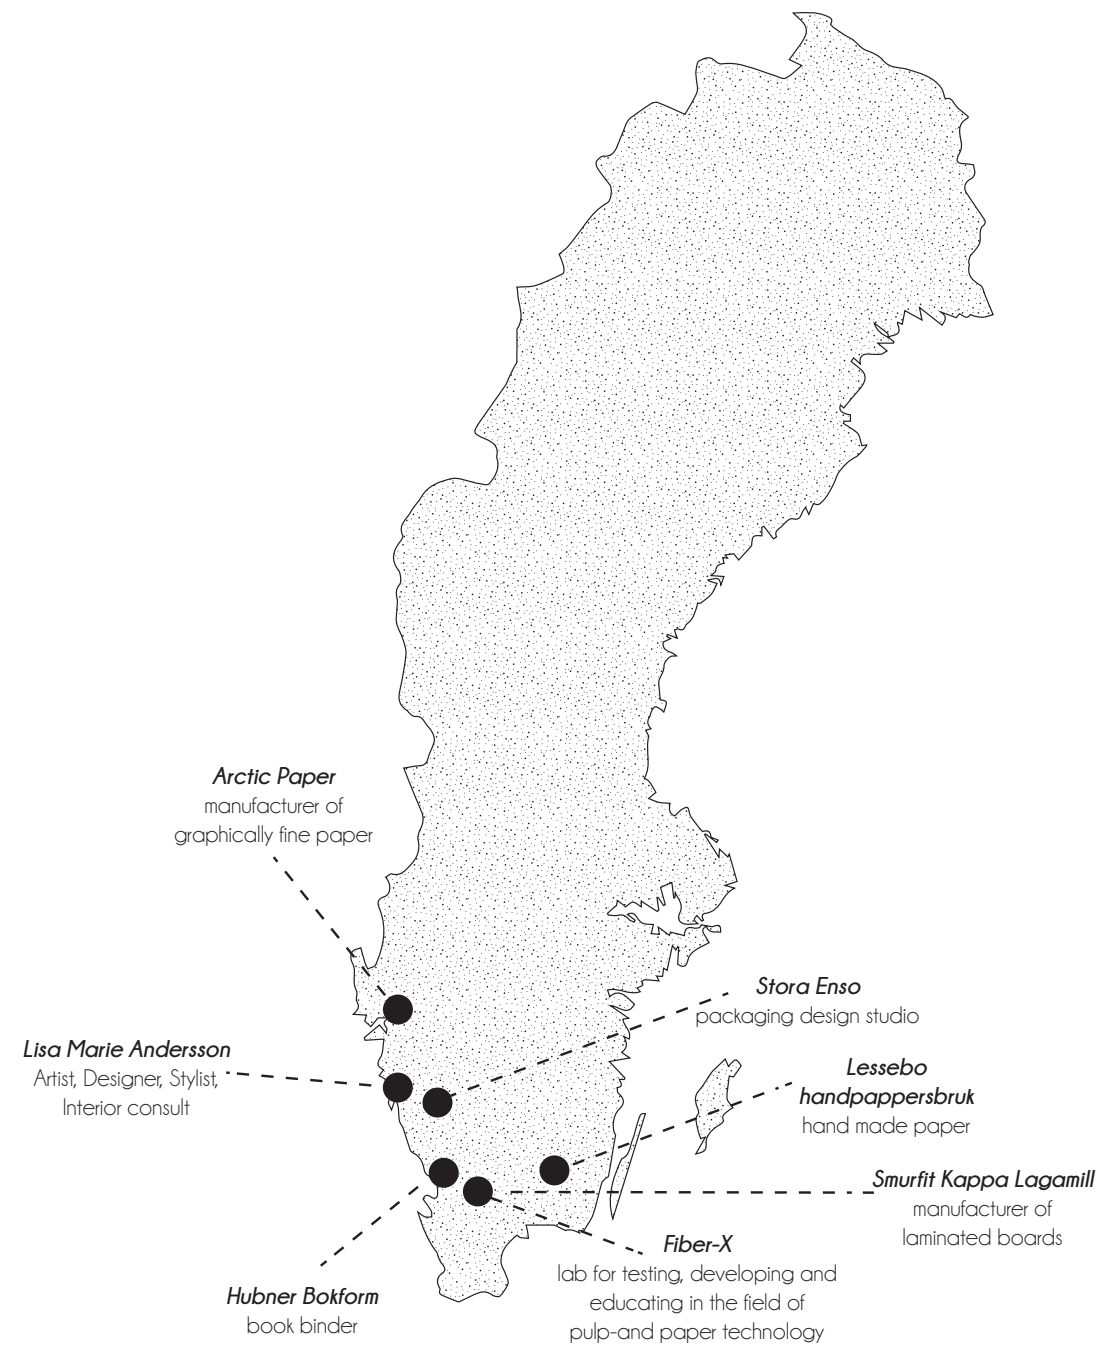 Arctic Paper
manufacturer of
graphically fine paper
Stora Enso
packaging design studio
Lisa Marie Andersson
Artist, Designer, Stylist,
Interior consult
Lessebo
handpappersbruk
hand made paper
Smurfit Kappa Lagamill
manufacturer of
laminated boards
Fiber-X
lab for testing, developing and
educating in the field of
pulp-and paper technology
Hubner Bokform
book binder